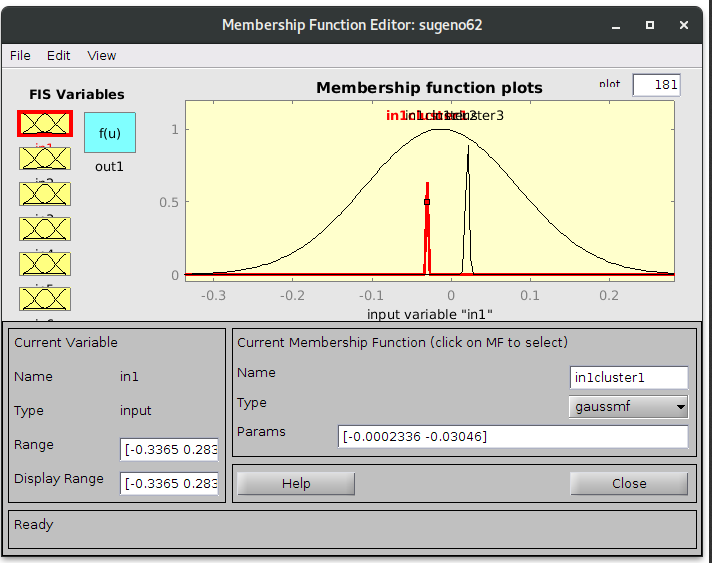 Membership Function Editor: sugeno62
File Edit View
FIS Variables
f(u)
out1
Membership function plots
plot
181
1
0.5
0
-0.3
-0.2
-0.1
0
0.1
0.2
input variable "in1"
Current Variable
Name in1
Type input
Range [-0.3365 0.283
Display Range [-0.3365 0.283
Current Membership Function (click on MF to select)
Name in1cluster1
Type gaussmf
Params [-0.0002336 -0.03046]
Help
Close
Ready